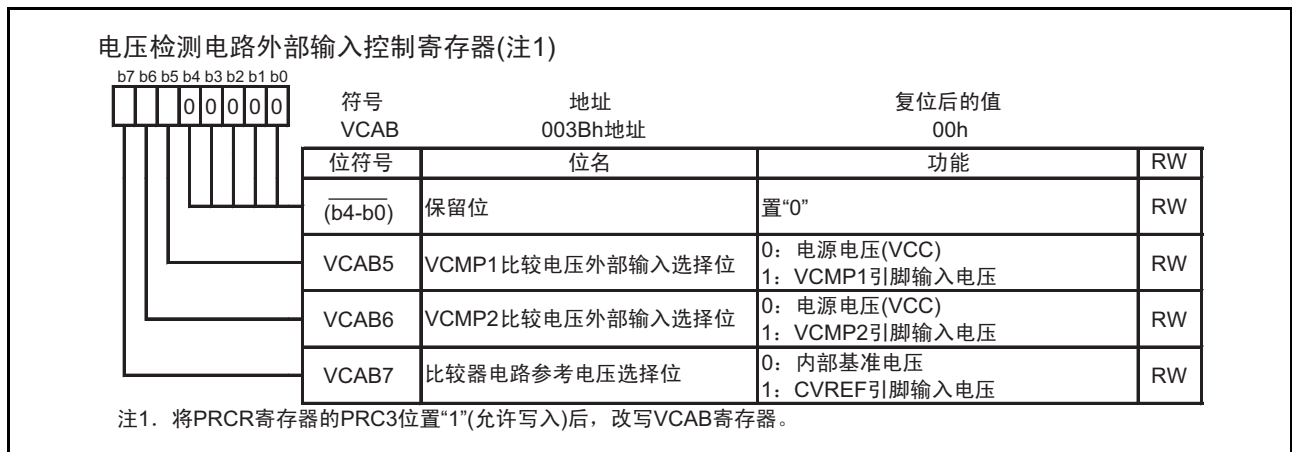 电压检测电路外部输入控制寄存器(注1)
b7 b6 b5 b4 b3 b2 b1 b0
0 0 0 0 0
符号 地址 复位后的值
VCAB 003Bh地址 00h
位符号 位名 功能 RW
(b4-b0) 保留位 置“0” RW
VCAB5 VCMP1比较电压外部输入选择位 0：电源电压(VCC)
1：VCMP1引脚输入电压 RW
VCAB6 VCMP2比较电压外部输入选择位 0：电源电压(VCC)
1：VCMP2引脚输入电压 RW
VCAB7 比较器电路参考电压选择位 0：内部基准电压
1：CVREF引脚输入电压 RW
注1. 将PRCR寄存器的PRC3位置“1”(允许写入)后，改写VCAB寄存器。